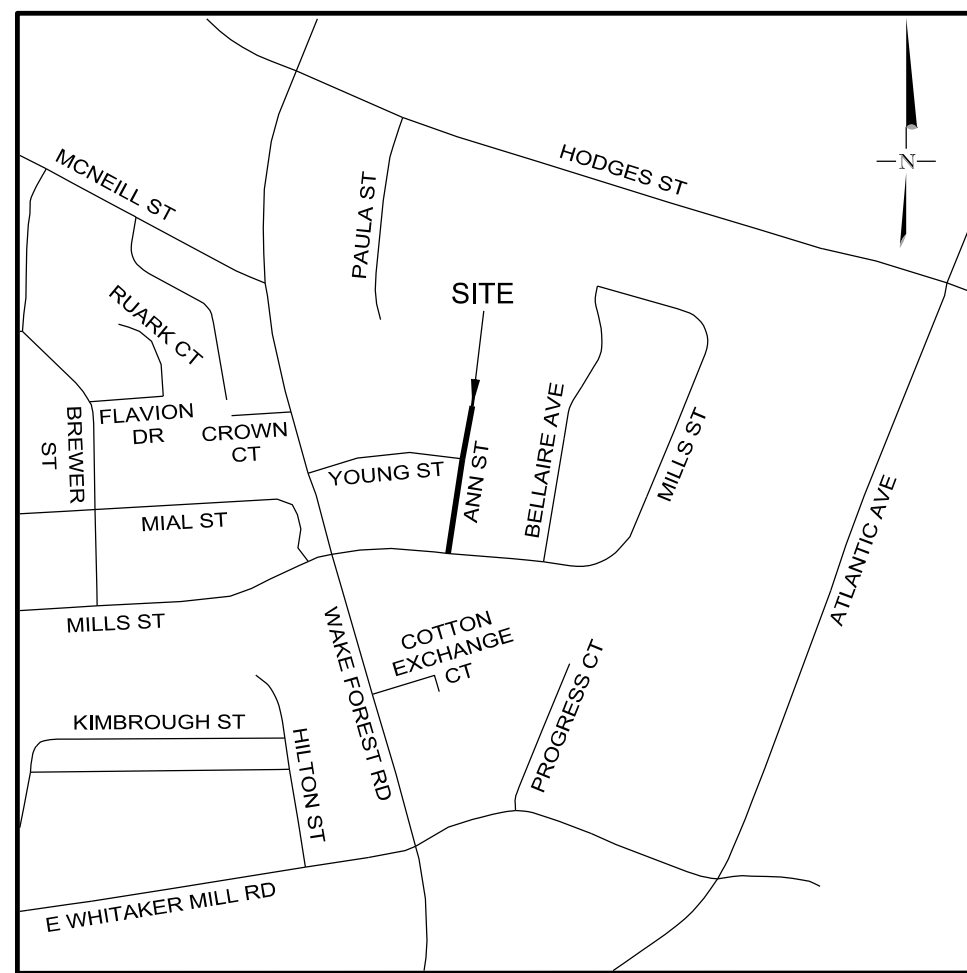 HODGES ST
MCNEILL ST
N
PAULA ST
RUARK CT
SITE
FLAVION
DR
CROWN
CT
BREWER
ST
YOUNG ST
ANN ST
BELLAIRE AVE
MILLS ST
ATLANTIC AVE
MIAL ST
MILLS ST
WAKE FOREST RD
COTTON
EXCHANGE
CT
PROGRESS CT
KIMBROUGH ST
HILTON ST
E WHITAKER MILL RD